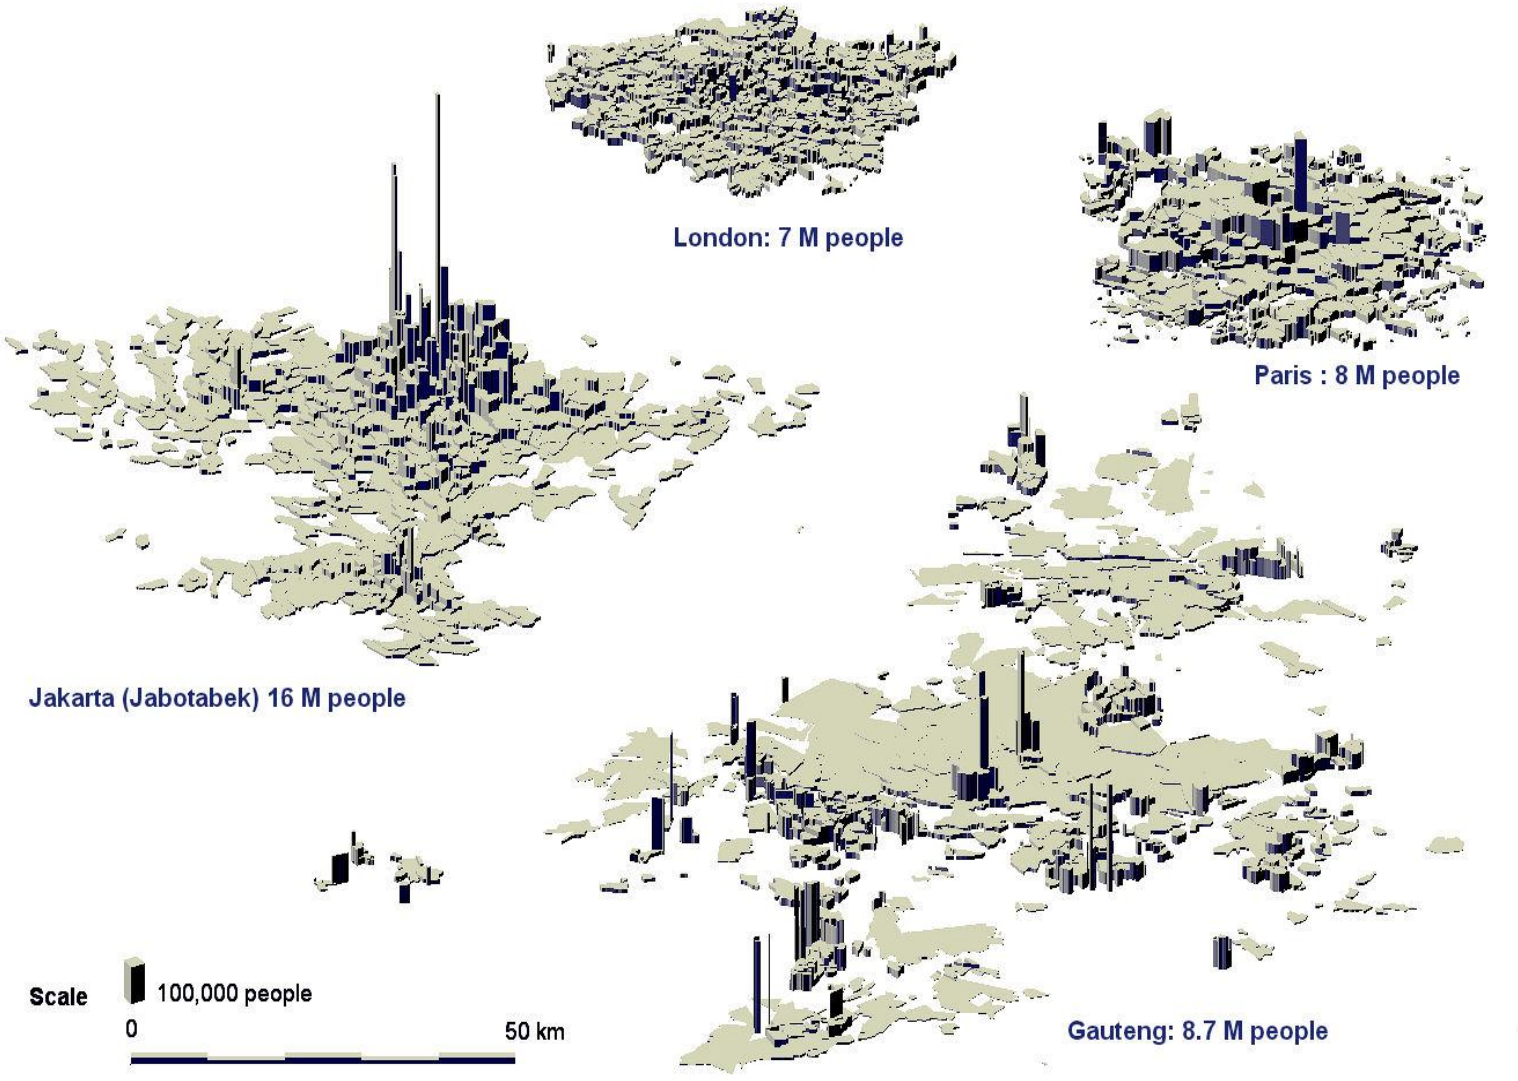 London: 7 M people
Paris : 8 M people
Jakarta (Jabotabek) 16 M people
Scale
100,000 people
0
50 km
Gauteng: 8.7 M people